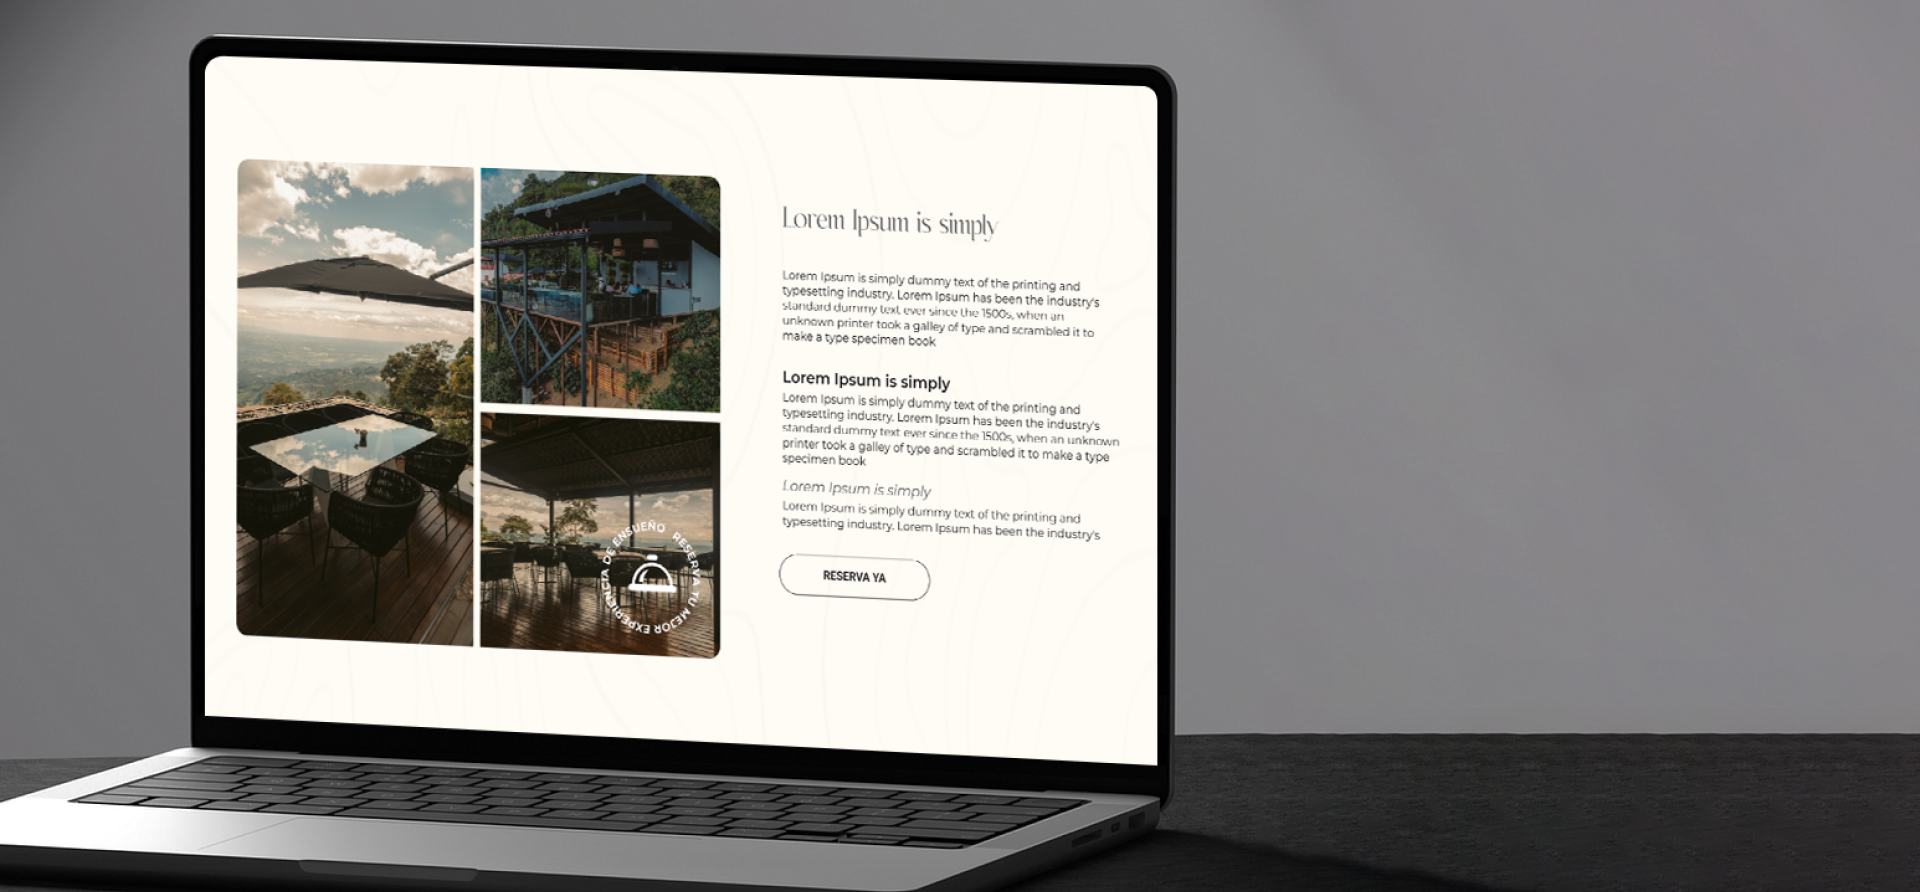 Lorem Ipsum is simply
Lorem Ipsum is simply dummy text of the printing and
typesetting industry. Lorem Ipsum has been the industry's
standard dummy text ever since the 1500s, when an
unknown printer took a galley of type and scrambled it to
make a type specimen book
Lorem Ipsum is simply
Lorem Ipsum is simply dummy text of the printing and
typesetting industry. Lorem Ipsum has been the industry's
standard dummy text ever since the 1500s, when an unknown
printer took a galley of type and scrambled it to make a type
specimen book
Lorem Ipsum is simply
Lorem Ipsum is simply dummy text of the printing and
typesetting industry. Lorem Ipsum has been the industry's
RESERVA YA
RESERVA TU MEJOR EXPERIENCIA DE ENSUEÑO